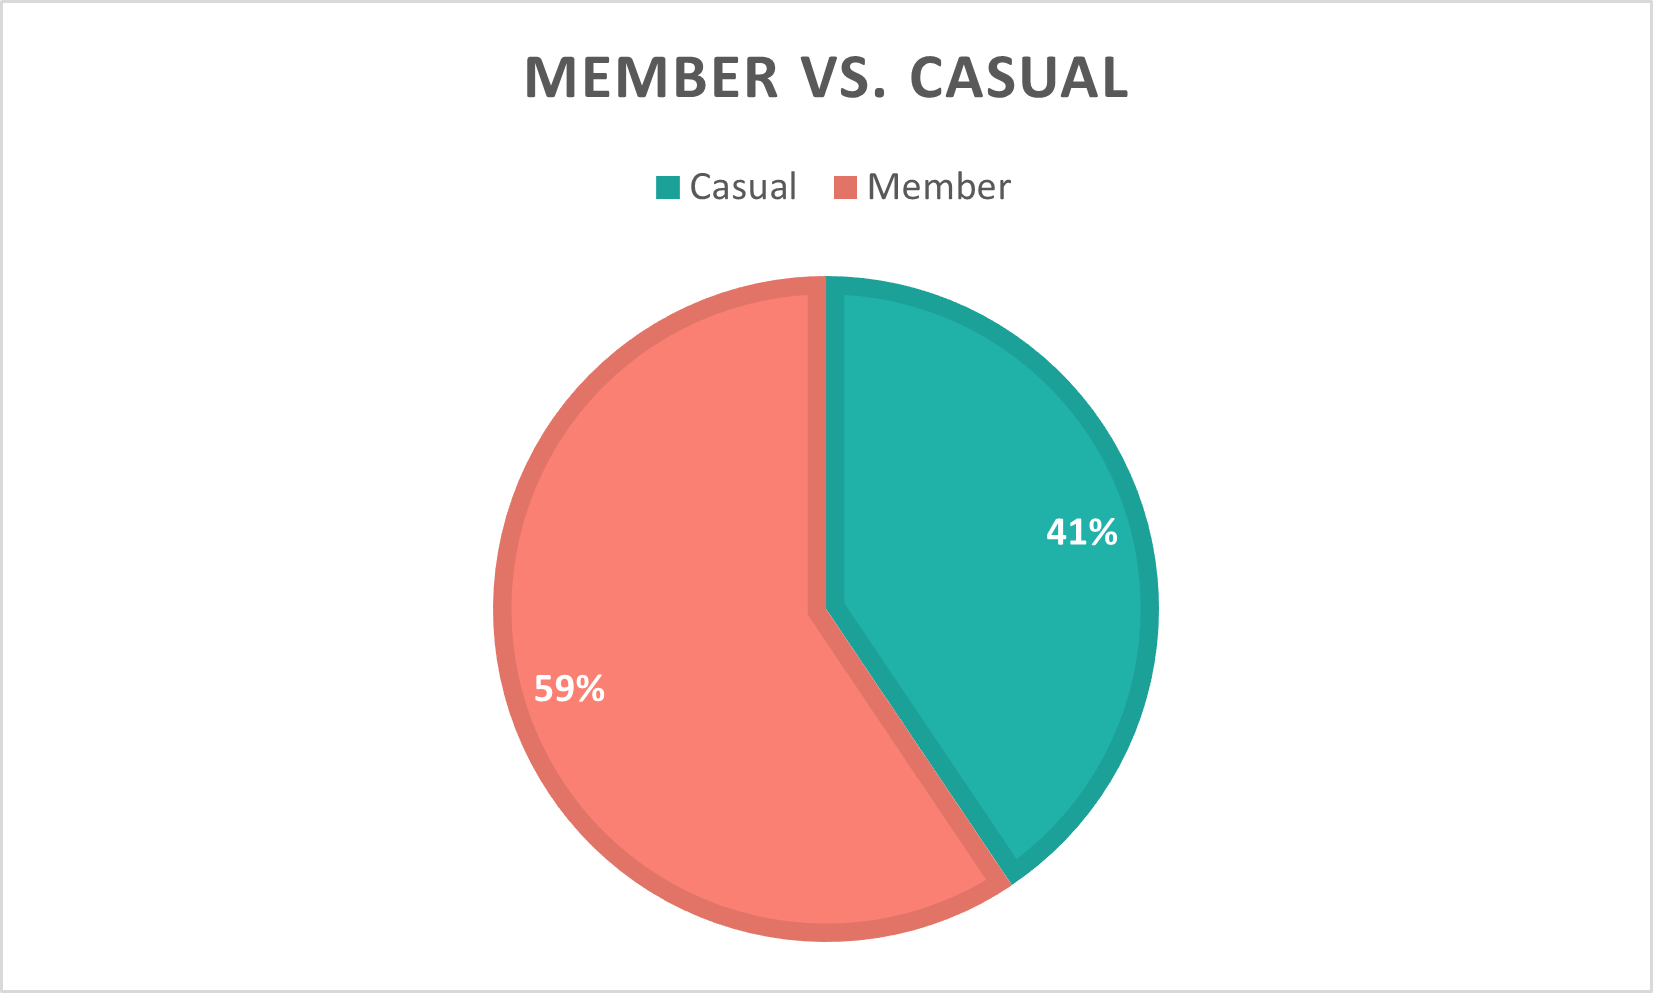 MEMBER VS. CASUAL
Casual Member
41%
59%